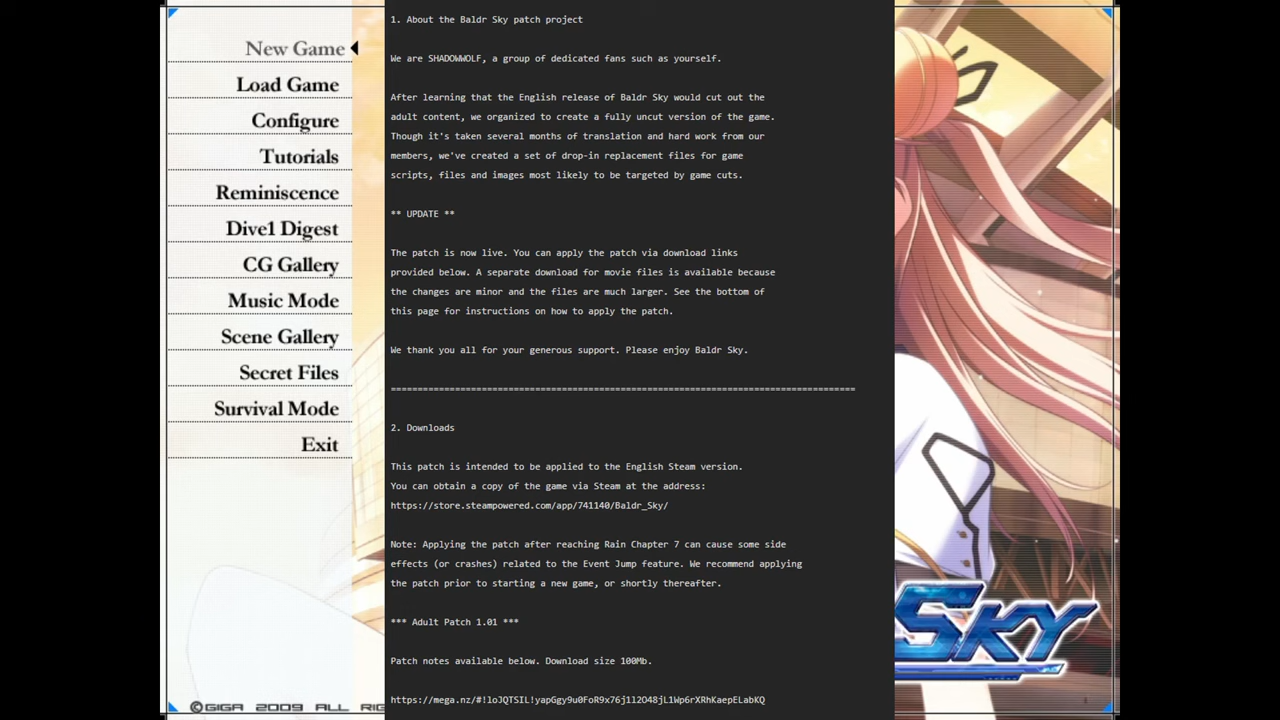 New Game
Load Game
Configure
Tutorials
Reminiscence
Dive1 Digest
CG Gallery
Music Mode
Scene Gallery
Secret Files
Survival Mode
Exit
©GIGA 2009 ALL RIG
1. About the Baldr Sky patch project
We are SHADOWWOLF, a group of dedicated fans such as yourself.
After learning that the English release of Baldr Sky would cut out the
adult content, we organized to create a fully uncut version of the game.
Though it's taken several months of translation and hard work from our
members, we've created a set of drop-in replacement files for game
scripts, files and images most likely to be targeted by game cuts.
** UPDATE **
The patch is now live. You can apply the patch via download links
provided below. A separate download for movie files is available because
the changes are minor and the files are much larger. See the bottom of
this page for instructions on how to apply the patch.
We thank you all for your generous support. Please enjoy Baldr Sky.
2. Downloads
This patch is intended to be applied to the English Steam version.
You can obtain a copy of the game via Steam at the address:
https://store.steampowered.com/app/741140/Baldr_Sky/
Note: Applying the patch after reaching Rain Chapter 7 can cause some side
effects (or crashes) related to the Event Jump feature. We recommend applying
the patch prior to starting a new game, or shortly thereafter.
*** Adult Patch 1.01 ***
Patch notes available below. Download size 100Mb.
SKY